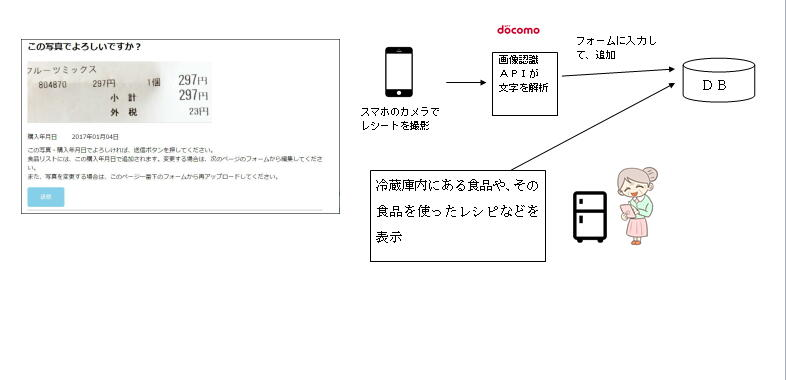 この写真でよろしいですか？
フルーツミックス
804870 297円 1個 297円
小 計 297円
外 税 23円
購入年月日 2017年01月04日
この写真・購入年月日でよろしければ、送信ボタンを押してください。
食品リストには、この購入年月日で追加されます。変更する場合は、次のページのフォームから編集してくださ
い。
また、写真を変更する場合は、このページ一番下のフォームから再アップロードしてください。
送信
スマホのカメラで
レシートを撮影
docomo
画像認識
ＡＰＩが
文字を解析
フォームに入力し
て、追加
ＤＢ
冷蔵庫内にある食品や、その
食品を使ったレシピなどを
表示